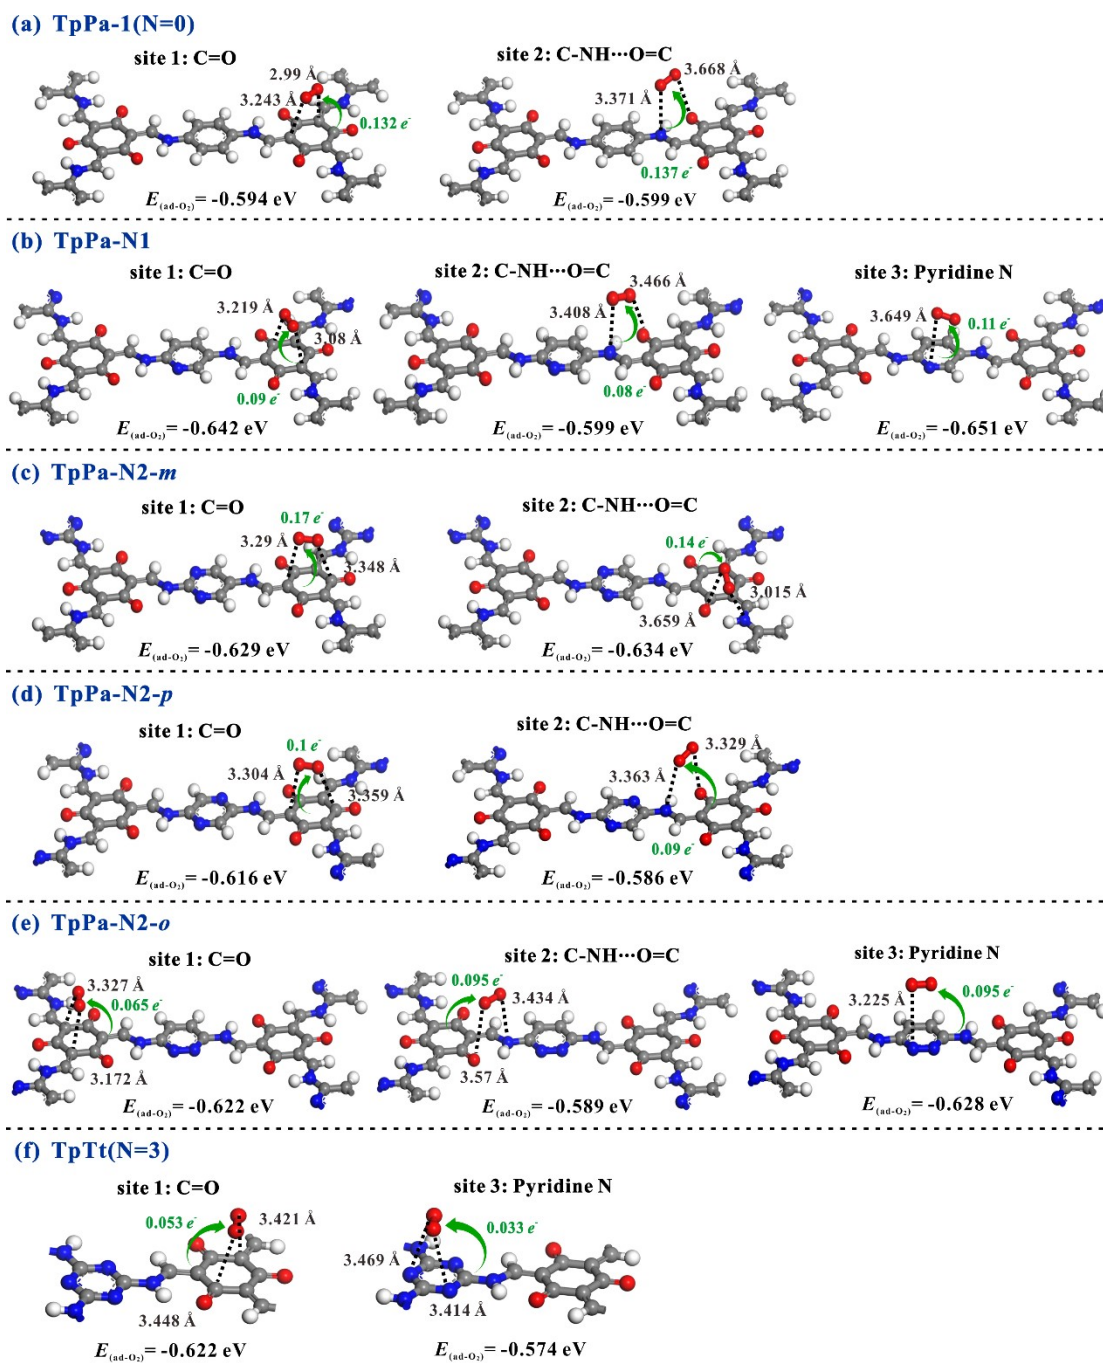 (a) TpPa-1(N=0)
site 1: C=O
site 2: C-NH···O=C
2.99 Å
3.243 Å
0.132 e⁻
3.668 Å
3.371 Å
0.137 e⁻
E(ad-O₂)= -0.594 eV
E(ad-O₂)= -0.599 eV
(b) TpPa-N1
site 1: C=O
site 2: C-NH···O=C
site 3: Pyridine N
3.219 Å
3.08 Å
0.09 e⁻
3.466 Å
3.408 Å
0.08 e⁻
3.649 Å
0.11 e⁻
E(ad-O₂)= -0.642 eV
E(ad-O₂)= -0.599 eV
E(ad-O₂)= -0.651 eV
(c) TpPa-N2-m
site 1: C=O
site 2: C-NH···O=C
0.17 e⁻
3.29 Å
3.348 Å
0.14 e⁻
3.015 Å
3.659 Å
E(ad-O₂)= -0.629 eV
E(ad-O₂)= -0.634 eV
(d) TpPa-N2-p
site 1: C=O
site 2: C-NH···O=C
0.1 e⁻
3.304 Å
3.359 Å
3.329 Å
3.363 Å
0.09 e⁻
E(ad-O₂)= -0.616 eV
E(ad-O₂)= -0.586 eV
(e) TpPa-N2-o
site 1: C=O
site 2: C-NH···O=C
site 3: Pyridine N
3.327 Å
0.065 e⁻
3.172 Å
0.095 e⁻
3.434 Å
3.57 Å
3.225 Å
0.095 e⁻
E(ad-O₂)= -0.622 eV
E(ad-O₂)= -0.589 eV
E(ad-O₂)= -0.628 eV
(f) TpTt(N=3)
site 1: C=O
site 3: Pyridine N
0.053 e⁻
3.421 Å
3.448 Å
0.033 e⁻
3.469 Å
3.414 Å
E(ad-O₂)= -0.622 eV
E(ad-O₂)= -0.574 eV